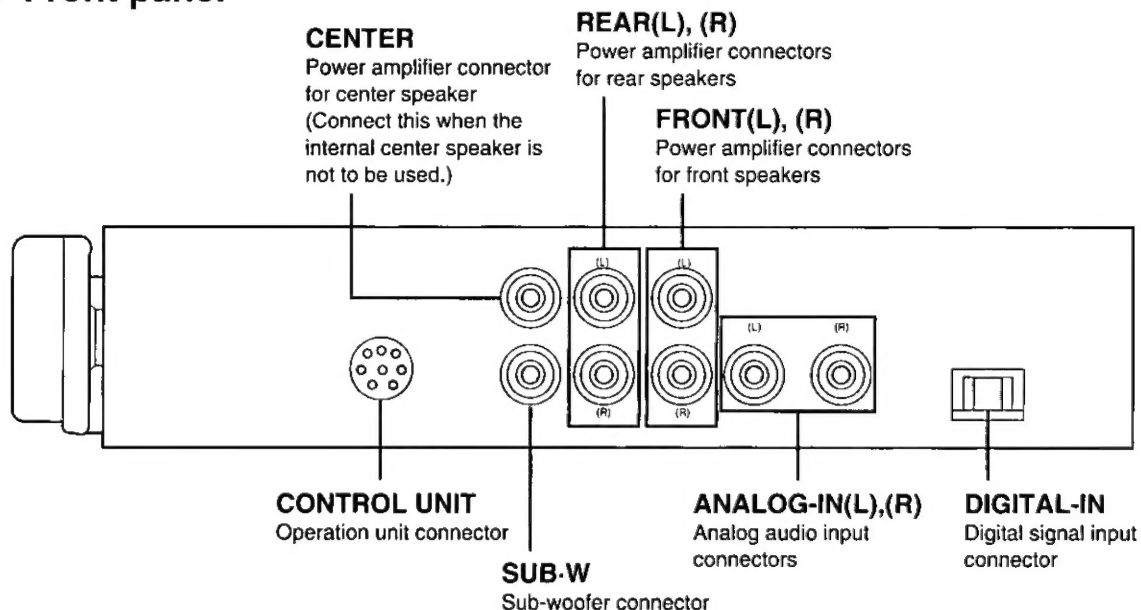 Front panel
CENTER
Power amplifier connector
for center speaker
(Connect this when the
internal center speaker is
not to be used.)
REAR(L), (R)
Power amplifier connectors
for rear speakers
FRONT(L), (R)
Power amplifier connectors
for front speakers
(L)
(L)
(L)
(R)
(R)
(R)
CONTROL UNIT
Operation unit connector
SUB-W
Sub-woofer connector
ANALOG-IN(L),(R)
Analog audio input
connectors
DIGITAL-IN
Digital signal input
connector